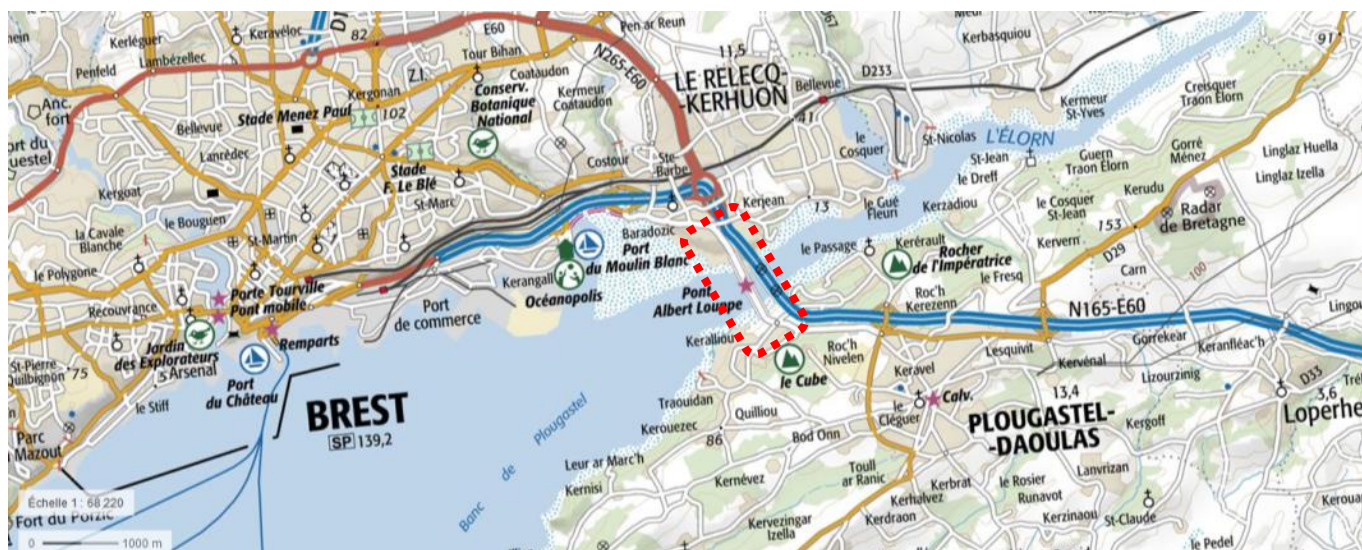 Kerléguer
Keravéloc
Lambézellec
Penfeld
Anc.
fort
82
E60
Tour Bihan
Pen ar Reun
N265-E60
Z.I.
Coataudon
Kergonan
Conserv.
Botanique
National
Kermeur
Coataudon
Stade Menez Paul
102
Bellevue
Lanrédec
Kergoat
Stade
F. Le Blé
Costour
Ste-
Barbe
St-Marc
le Bouguen
la Cavale
Blanche
St-Martin
le Polygone
Recouvrance
Porte Tourville
Pont mobile
Kerangall
Baradozic
Port
du Moulin Blanc
Océanopolis
Port
de commerce
Remparts
Jardin
des Explorateurs
Arsenal
St-Pierre
Quilbignon
75
le Stiff
Port
du Château
Parc
à Mazout
BREST
SP 139,2
Échelle 1 : 68 220
Fort du Portzic
0
1000 m
LE RELECQ-
-KERHUON
11,5
Bellevue
D233
41
Kerbasquiou
91
Creisquer
Traon Elorn
Kermeur
St-Yves
le
Cosquer
St-Nicolas
L'ÉLORN
St-Jean
le Dreff
Guern
Traon Elorn
Gorré
Ménez
Linglaz Huella
Linglaz Izella
Kerjean
13
le Gué
Fleuri
Kerzadiou
le Cosquer
St-Jean
Kerudu
153
Radar
de Bretagne
le Passage
Kerérault
Rocher
de l'Impératrice
Kervern
D29
Carn
100
le Fresq
Pont
Albert Louppe
Roc'h
Kerezenn
N165-E60
Keralliou
Roc'h
Nivelen
Lesquivit
Gorrekear
Keranfléac'h
le Cube
Keravel
Kervénal
Lizourzinig
D33
3,6
Loperhe
Traouidan
Quilliou
le
Cléguer
Calv.
13,4
PLOUGASTEL-
-DAOULAS
Kerouezec
86
Bod Onn
Kergoff
Leur ar Marc'h
Kernisi
Kernévez
Toull
ar Ranic
Kerbrat
le Rosier
Runavot
Lanvrizan
Kerhalvez
Kerdraon
Kerzinaou
St-Claude
Kervezingar
Izella
le Pedel
Banc de Plougastel